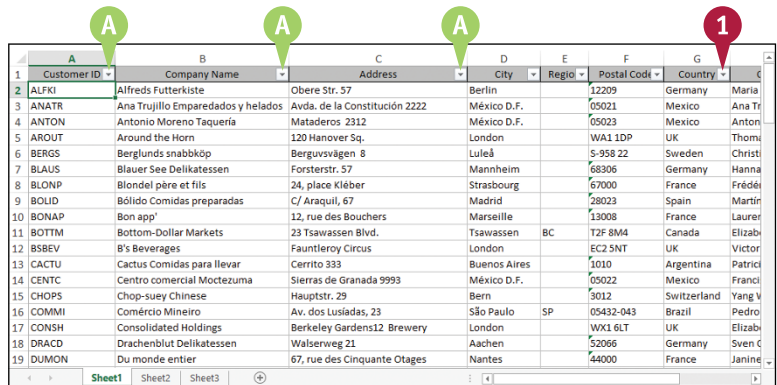 A A A 1
A B C D E F G
1 Customer ID Company Name Address City Regio Postal Code Country
2 ALFKI Alfreds Futterkiste Obere Str. 57 Berlin 12209 Germany Maria
3 ANATR Ana Trujillo Emparedados y helados Avda. de la Constitución 2222 México D.F. 05021 Mexico Ana Tr
4 ANTON Antonio Moreno Taquería Mataderos 2312 México D.F. 05023 Mexico Anton
5 AROUT Around the Horn 120 Hanover Sq. London WA1 1DP UK Thoma
6 BERGS Berglunds snabbköp Berguvsvägen 8 Luleå S-958 22 Sweden Christi
7 BLAUS Blauer See Delikatessen Forsterstr. 57 Mannheim 68306 Germany Hanna
8 BLONP Blondel père et fils 24, place Kléber Strasbourg 67000 France Frédé
9 BOLID Bólido Comidas preparadas C/ Araquil, 67 Madrid 28023 Spain Martín
10 BONAP Bon app' 12, rue des Bouchers Marseille 13008 France Laurer
11 BOTTM Bottom-Dollar Markets 23 Tsawassen Blvd. Tsawassen BC T2F 8M4 Canada Elizab
12 BSBEV B's Beverages Fauntleroy Circus London EC2 5NT UK Victor
13 CACTU Cactus Comidas para llevar Cerrito 333 Buenos Aires 1010 Argentina Patrici
14 CENTC Centro comercial Moctezuma Sierras de Granada 9993 México D.F. 05022 Mexico Franci
15 CHOPS Chop-suey Chinese Hauptstr. 29 Bern 3012 Switzerland Yang W
16 COMMI Comércio Mineiro Av. dos Lusíadas, 23 São Paulo SP 05432-043 Brazil Pedro
17 CONSH Consolidated Holdings Berkeley Gardens12 Brewery London WX1 6LT UK Elizab
18 DRACD Drachenblut Delikatessen Walserweg 21 Aachen 52066 Germany Sven O
19 DUMON Du monde entier 67, rue des Cinquante Otages Nantes 44000 France Janine
Sheet1 Sheet2 Sheet3